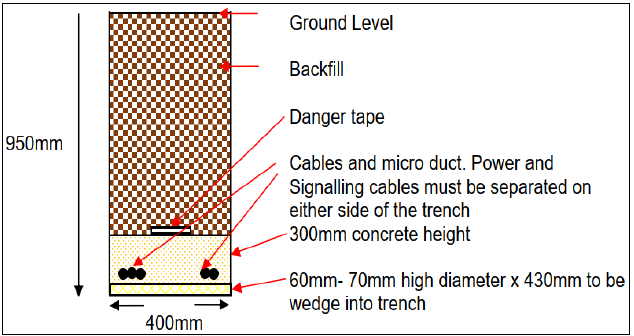 Ground Level
Backfill
950mm
Danger tape
Cables and micro duct. Power and
Signalling cables must be separated on
either side of the trench
300mm concrete height
60mm- 70mm high diameter x 430mm to be
wedge into trench
400mm